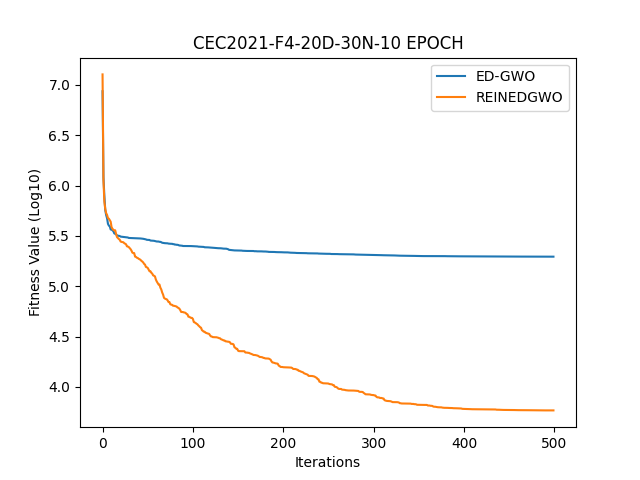 CEC2021-F4-20D-30N-10 EPOCH
ED-GWO
REINEDGWO
Fitness Value (Log10)
7.0
6.5
6.0
5.5
5.0
4.5
4.0
0 100 200 300 400 500
Iterations